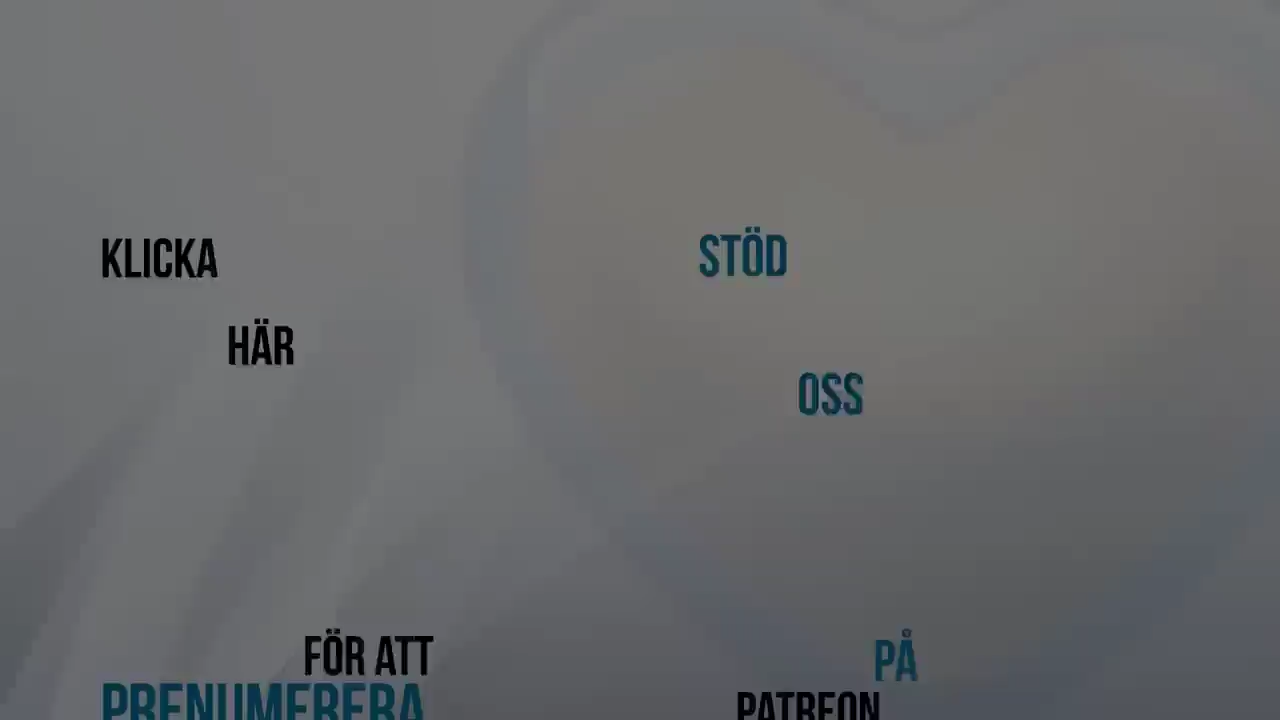 KLICKA
HÄR
FÖR ATT
PRENUMERERA
STÖD
OSS
PÅ
PATREON